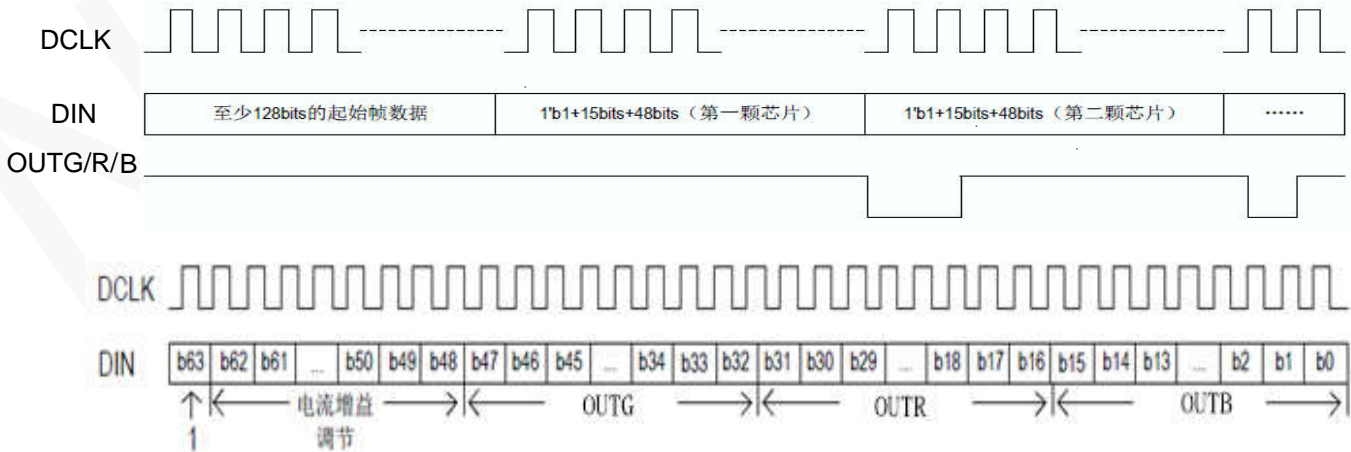 DCLK
DIN 至少128bits的起始帧数据 1'b1+15bits+48bits（第一颗芯片） 1'b1+15bits+48bits（第二颗芯片） ······
OUTG/R/B
DCLK
DIN b63 b62 b61 ... b50 b49 b48 b47 b46 b45 ... b34 b33 b32 b31 b30 b29 ... b18 b17 b16 b15 b14 b13 ... b2 b1 b0
电流增益 OUTG OUTR OUTB
1 调节